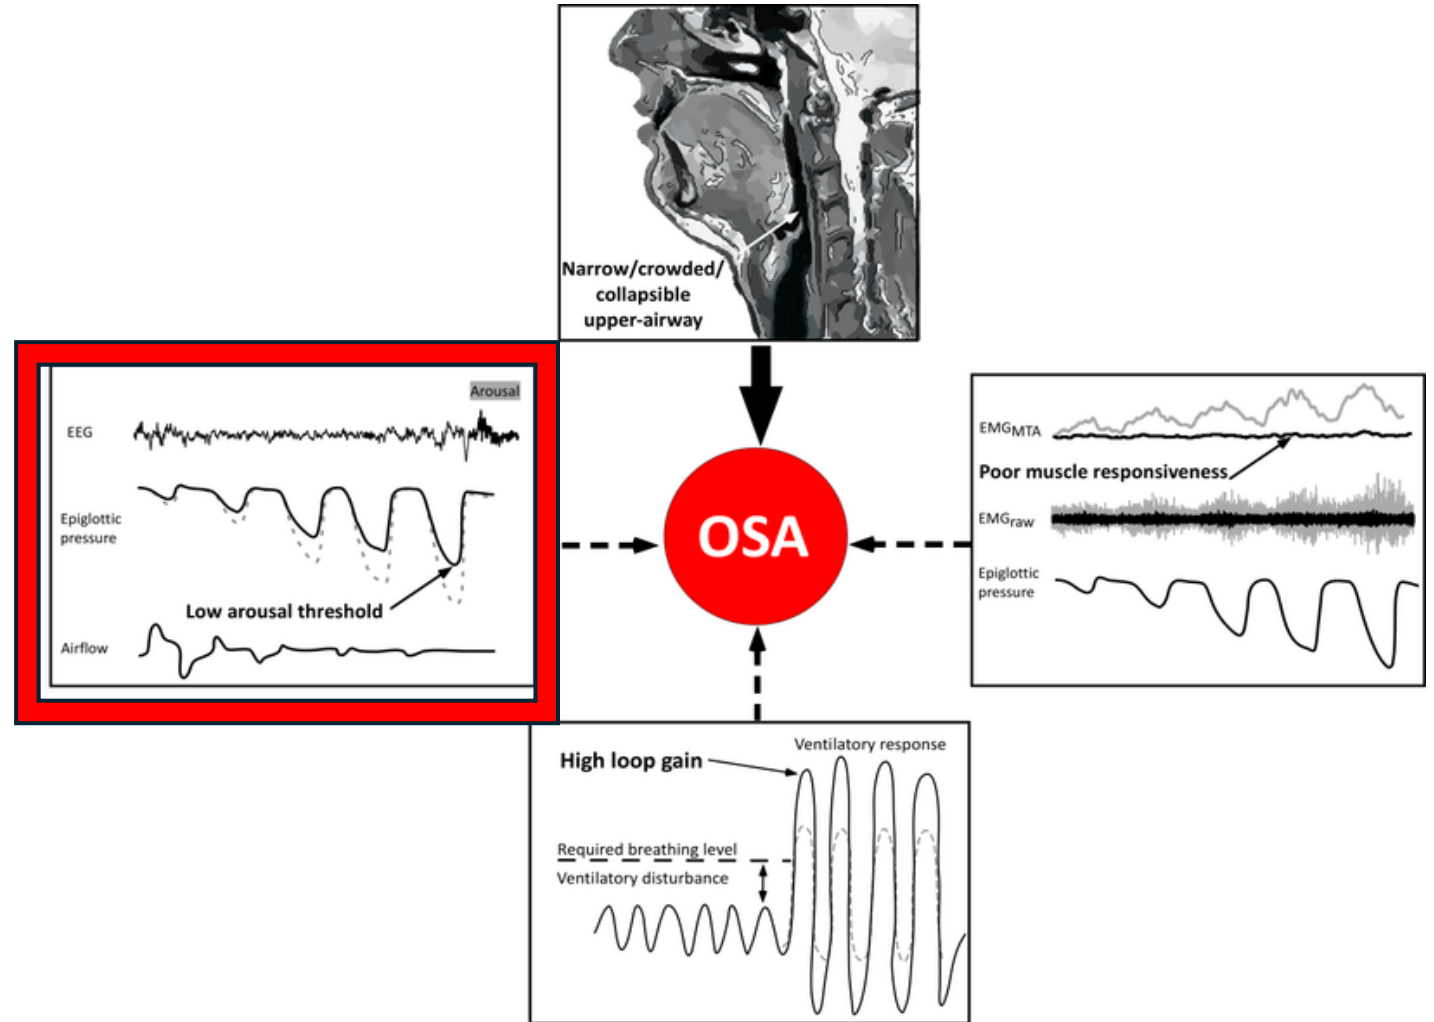 Narrow/crowded/
collapsible
upper-airway
Arousal
EEG
Epiglottic
pressure
Low arousal threshold
Airflow
OSA
EMGMTA
Poor muscle responsiveness
EMGraw
Epiglottic
pressure
Ventilatory response
High loop gain
Required breathing level
Ventilatory disturbance